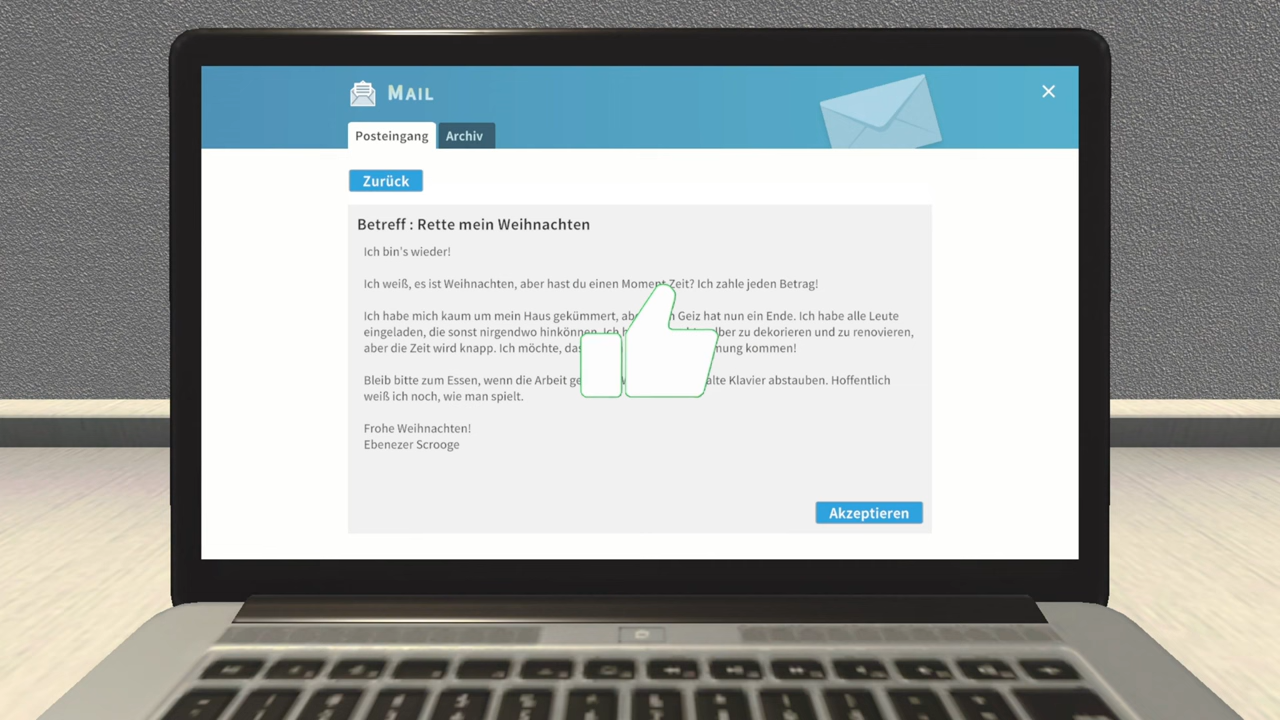 Mail
Posteingang
Archiv
Zurück
Betreff : Rette mein Weihnachten
Ich bin's wieder!
Ich weiß, es ist Weihnachten, aber hast du einen Moment Zeit? Ich zahle jeden Betrag!
Ich habe mich kaum um mein Haus gekümmert, Geiz hat nun ein Ende. Ich habe alle Leute
eingeladen, die sonst nirgendwo hinkönnen. Ich zu dekorieren und zu renovieren,
aber die Zeit wird knapp. Ich möchte, kommen!
Bleib bitte zum Essen, wenn die Arbeit Klavier abstauben. Hoffentlich
weiß ich noch, wie man spielt.
Frohe Weihnachten!
Ebenezer Scrooge
Akzeptieren